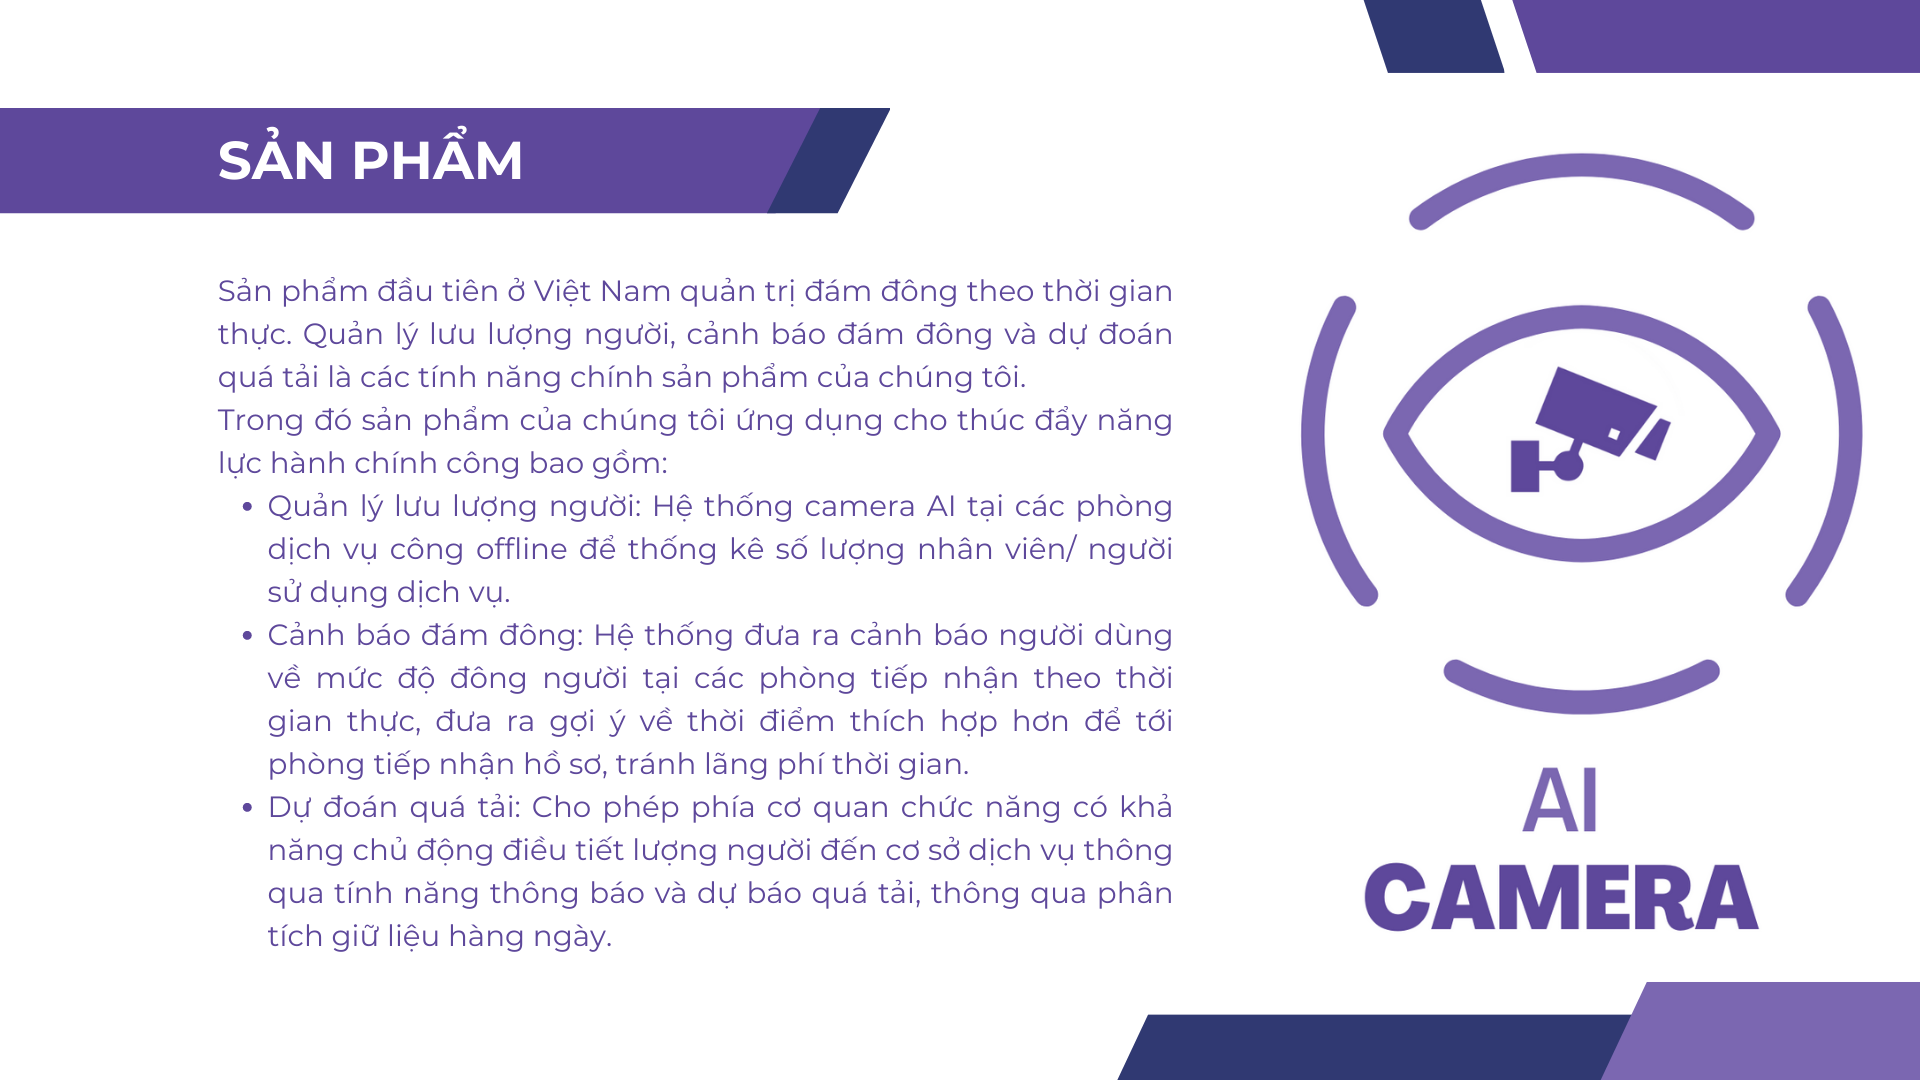 SẢN PHẨM
Sản phẩm đầu tiên ở Việt Nam quản trị đám đông theo thời gian
thực. Quản lý lưu lượng người, cảnh báo đám đông và dự đoán
quá tải là các tính năng chính sản phẩm của chúng tôi.
Trong đó sản phẩm của chúng tôi ứng dụng cho thúc đẩy năng
lực hành chính công bao gồm:
• Quản lý lưu lượng người: Hệ thống camera AI tại các phòng
dịch vụ công offline để thống kê số lượng nhân viên/ người
sử dụng dịch vụ.
• Cảnh báo đám đông: Hệ thống đưa ra cảnh báo người dùng
về mức độ đông người tại các phòng tiếp nhận theo thời
gian thực, đưa ra gợi ý về thời điểm thích hợp hơn để tới
phòng tiếp nhận hồ sơ, tránh lãng phí thời gian.
• Dự đoán quá tải: Cho phép phía cơ quan chức năng có khả
năng chủ động điều tiết lượng người đến cơ sở dịch vụ thông
qua tính năng thông báo và dự báo quá tải, thông qua phân
tích giữ liệu hàng ngày.
AI
CAMERA